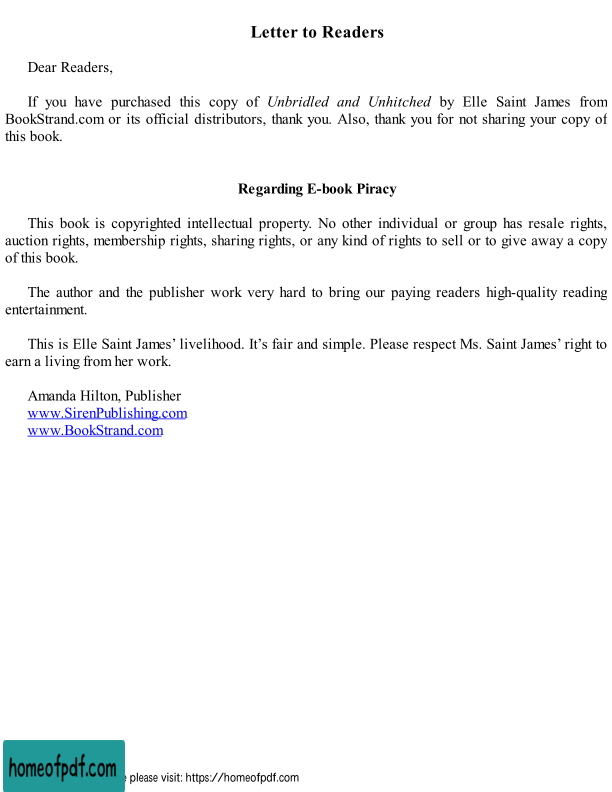 Letter to Readers
Dear Readers,
If you have purchased this copy of Unbridled and Unhitched by Elle Saint James from
BookStrand.com or its official distributors, thank you. Also, thank you for not sharing your copy of
this book.
Regarding E-book Piracy
This book is copyrighted intellectual property. No other individual or group has resale rights,
auction rights, membership rights, sharing rights, or any kind of rights to sell or to give away a copy
of this book.
The author and the publisher work very hard to bring our paying readers high-quality reading
entertainment.
This is Elle Saint James’ livelihood. It’s fair and simple. Please respect Ms. Saint James’ right to
earn a living from her work.
Amanda Hilton, Publisher
www.SirenPublishing.com
www.BookStrand.com
homeofpdf.com
please visit: https://homeofpdf.com